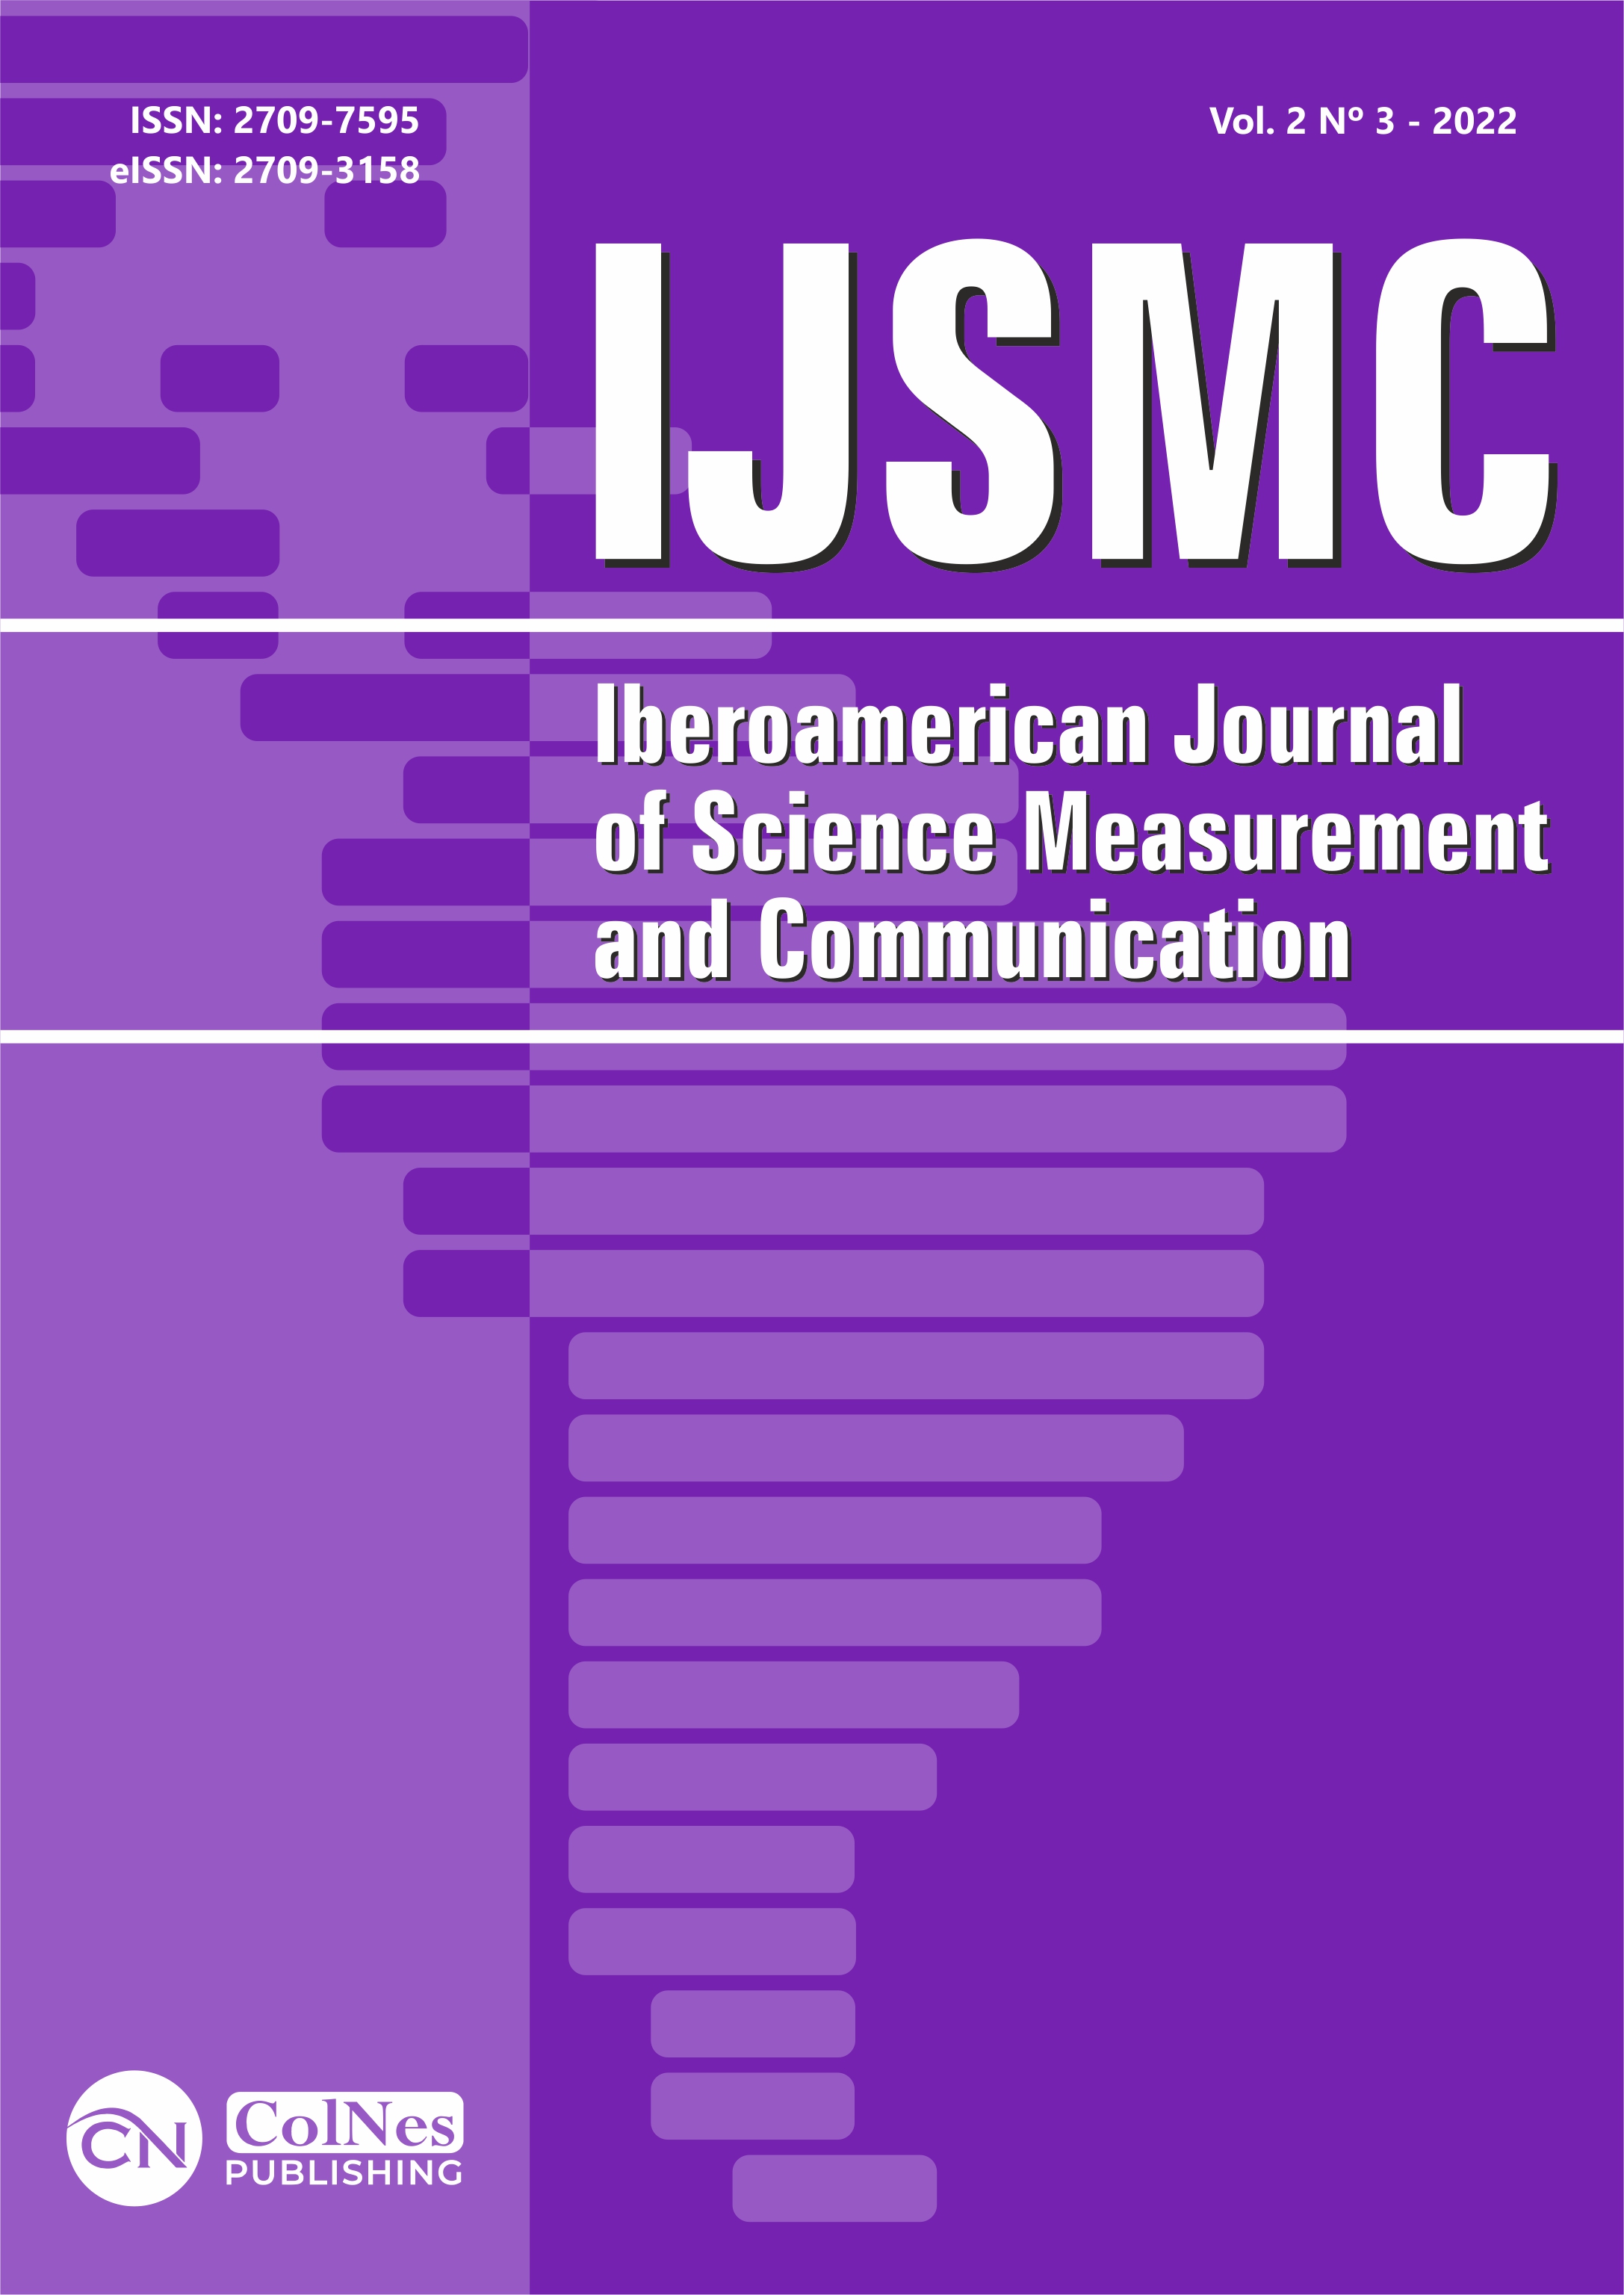 ISSN: 2709-7595
eISSN: 2709-3158
Vol. 2 Nº 3 - 2022
IJSMC
Iberoamerican Journal
of Science Measurement
and Communication
CN
ColNes
PUBLISHING